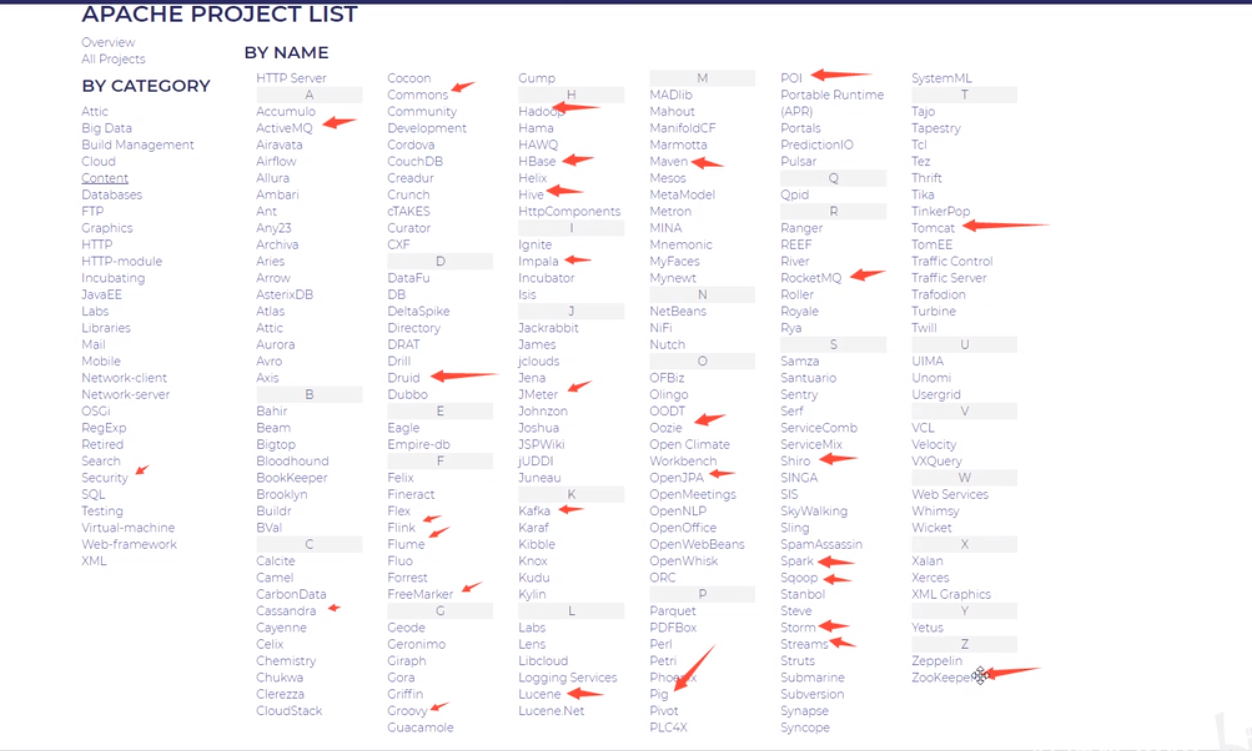 APACHE PROJECT LIST
Overview
All Projects
BY CATEGORY
Attic
Big Data
Build Management
Cloud
Content
Databases
FTP
Graphics
HTTP
HTTP-module
Incubating
JavaEE
Labs
Libraries
Mail
Mobile
Network-client
Network-server
OSGi
RegExp
Retired
Search
Security
SQL
Testing
Virtual-machine
Web-framework
XML
BY NAME
HTTP Server
A
Accumulo
ActiveMQ
Airavata
Airflow
Allura
Ambari
Ant
Any23
Archiva
Aries
Arrow
AsterixDB
Atlas
Attic
Aurora
Avro
Axis
B
Bahir
Beam
Bigtop
Bloodhound
BookKeeper
Brooklyn
Buildr
BVal
C
Calcite
Camel
CarbonData
Cassandra
Cayenne
Celix
Chemistry
Chukwa
Clerezza
CloudStack
Cocoon
Commons
Community
Development
Cordova
CouchDB
Creadur
Crunch
cTAKES
Curator
CXF
D
DataFu
DB
DeltaSpike
Directory
DRAT
Drill
Druid
Dubbo
E
Eagle
Empire-db
F
Felix
Fineract
Flex
Flink
Flume
Fluo
Forrest
FreeMarker
G
Geode
Geronimo
Giraph
Gora
Griffin
Groovy
Guacamole
Gump
H
Hadoop
Hama
HAWQ
HBase
Helix
Hive
HttpComponents
I
Ignite
Impala
Incubator
Isis
J
Jackrabbit
James
jclouds
Jena
JMeter
Johnzon
Joshua
JSPWiki
jUDDI
Juneau
K
Kafka
Karaf
Kibble
Knox
Kudu
Kylin
L
Labs
Lens
Libcloud
Logging Services
Lucene
Lucene.Net
M
MADlib
Mahout
ManifoldCF
Marmotta
Maven
Mesos
MetaModel
Metron
MINA
Mnemonic
MyFaces
Mynewt
N
NetBeans
NiFi
Nutch
O
OFBiz
Olingo
OODT
Oozie
Open Climate
Workbench
OpenJPA
OpenMeetings
OpenNLP
OpenOffice
OpenWebBeans
OpenWhisk
ORC
P
Parquet
PDFBox
Perl
Petri
Phoenix
Pig
Pivot
PLC4X
POI
Portable Runtime
(APR)
Portals
PredictionIO
Pulsar
Q
Qpid
R
Ranger
REEF
River
RocketMQ
Roller
Royale
Rya
S
Samza
Santuario
Sentry
Serf
ServiceComb
ServiceMix
Shiro
SINGA
SIS
SkyWalking
Sling
SpamAssassin
Spark
Sqoop
Stanbol
Steve
Storm
Streams
Struts
Submarine
Subversion
Synapse
Syncope
SystemML
T
Tajo
Tapestry
Tcl
Tez
Thrift
Tika
TinkerPop
Tomcat
TomEE
Traffic Control
Traffic Server
Trafodion
Turbine
Twill
U
UIMA
Unomi
Usergrid
V
VCL
Velocity
VXQuery
W
Web Services
Whimsy
Wicket
X
Xalan
Xerces
XML Graphics
Y
Yetus
Z
Zeppelin
ZooKeeper